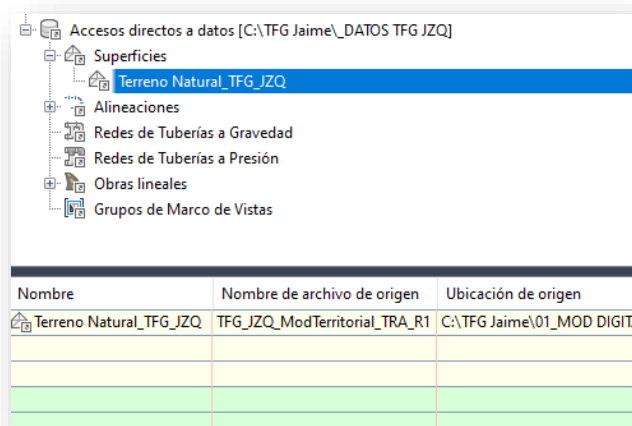 Accesos directos a datos [C:\TFG Jaime\_DATOS TFG JZQ]
Superficies
Terreno Natural_TFG_JZQ
Alineaciones
Redes de Tuberías a Gravedad
Redes de Tuberías a Presión
Obras lineales
Grupos de Marco de Vistas
Nombre Nombre de archivo de origen Ubicación de origen
Terreno Natural_TFG_JZQ TFG_JZQ_ModTerritorial_TRA_R1 C:\TFG Jaime\01_MOD DIGIT